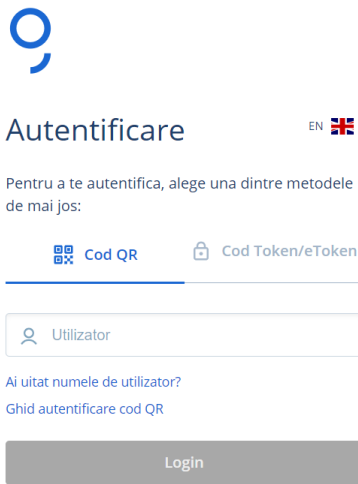 Autentificare
EN
Pentru a te autentifica, alege una dintre metodele
de mai jos:
Cod QR
Cod Token/eToken
Utilizator
Ai uitat numele de utilizator?
Ghid autentificare cod QR
Login